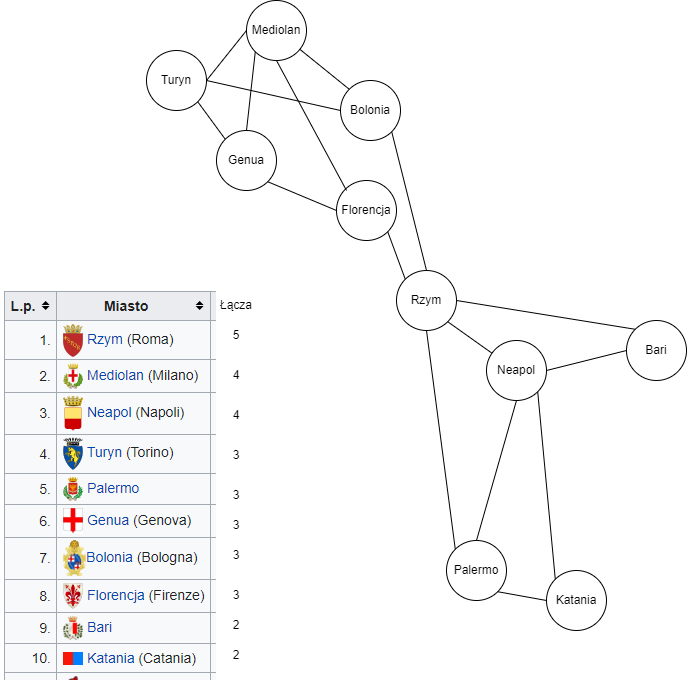 Mediolan
Turyn
Bolonia
Genua
Florencja
Rzym
Bari
Neapol
Palermo
Katania
L.p. Miasto Łącza
1. Rzym (Roma) 5
2. Mediolan (Milano) 4
3. Neapol (Napoli) 4
4. Turyn (Torino) 3
5. Palermo 3
6. Genua (Genova) 3
7. Bolonia (Bologna) 3
8. Florencja (Firenze) 3
9. Bari 2
10. Katania (Catania) 2